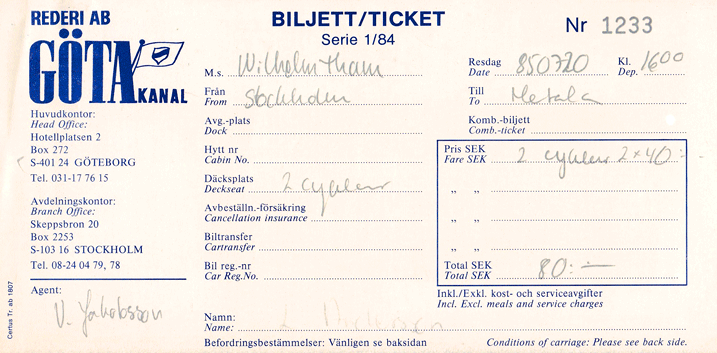 REDERI AB
GÖTA
KANAL
Huvudkontor:
Head Office:
Hotellplatsen 2
Box 272
S-401 24 GÖTEBORG
Tel. 031-17 76 15
Avdelningskontor:
Branch Office:
Skeppsbron 20
Box 2253
S-103 16 STOCKHOLM
Tel. 08-24 04 79, 78
Agent:
V. Jakobsson
Certus Tr. ab 1807
BILJETT/TICKET
Serie 1/84
Nr 1233
M.s. Wilhelm Tham
Från
From Stockholm
Avg.-plats
Dock
Hytt nr
Cabin No.
Däcksplats
Deckseat 2 cyklar
Avbeställn.-försäkring
Cancellation insurance
Biltransfer
Cartransfer
Bil reg.-nr
Car Reg.No.
Namn:
Name:
Befordringsbestämmelser: Vänligen se baksidan
Resdag 850720 Kl. 1600
Date Dep.
Till
To Motala
Komb.-biljett
Comb.-ticket
Pris SEK
Fare SEK 2 cyklar 2×40:-
„ „
„ „
„ „
Total SEK
Total SEK 80:-
Inkl./Exkl. kost- och serviceavgifter
Incl. Excl. meals and service charges
Conditions of carriage: Please see back side.